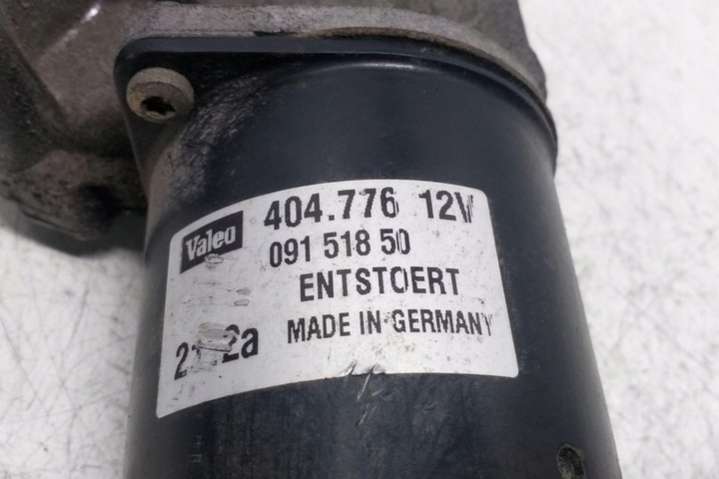 Valeo 404.776 12V
091 518 50
ENTSTOERT
MADE IN GERMANY